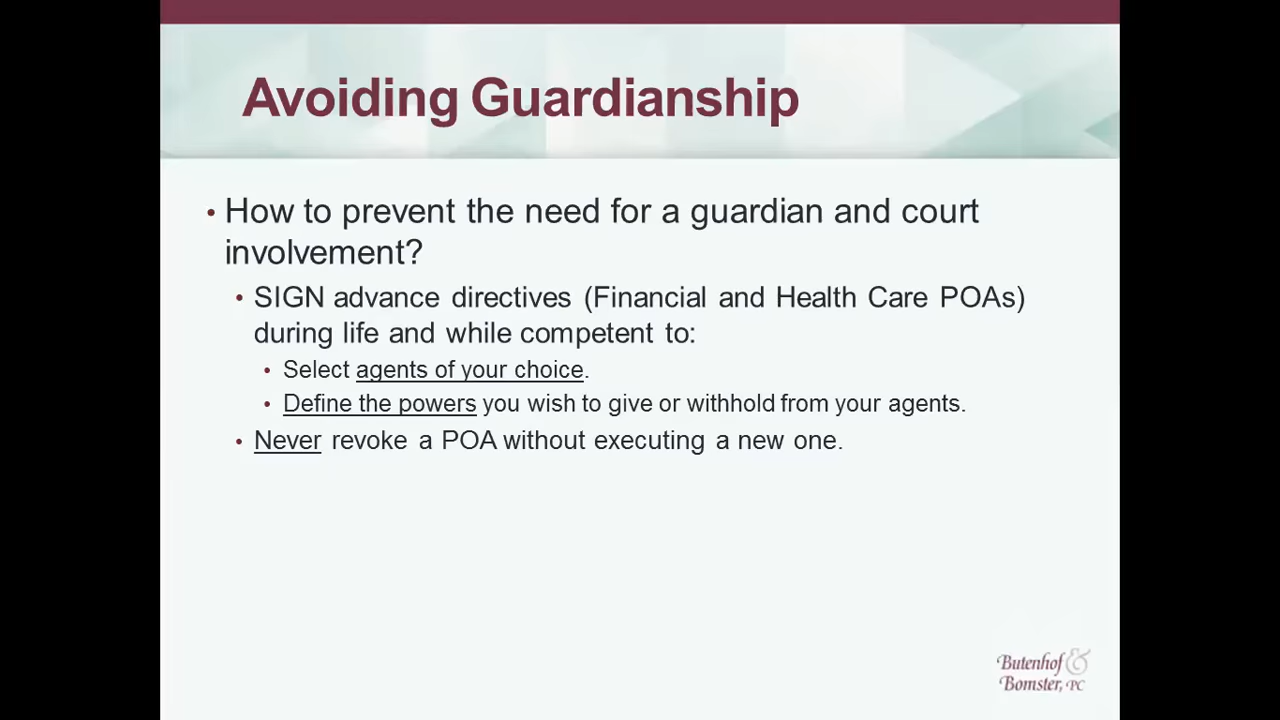 Avoiding Guardianship
• How to prevent the need for a guardian and court
involvement?
• SIGN advance directives (Financial and Health Care POAs)
during life and while competent to:
• Select agents of your choice.
• Define the powers you wish to give or withhold from your agents.
• Never revoke a POA without executing a new one.
Butenhof &
Bomster, PC